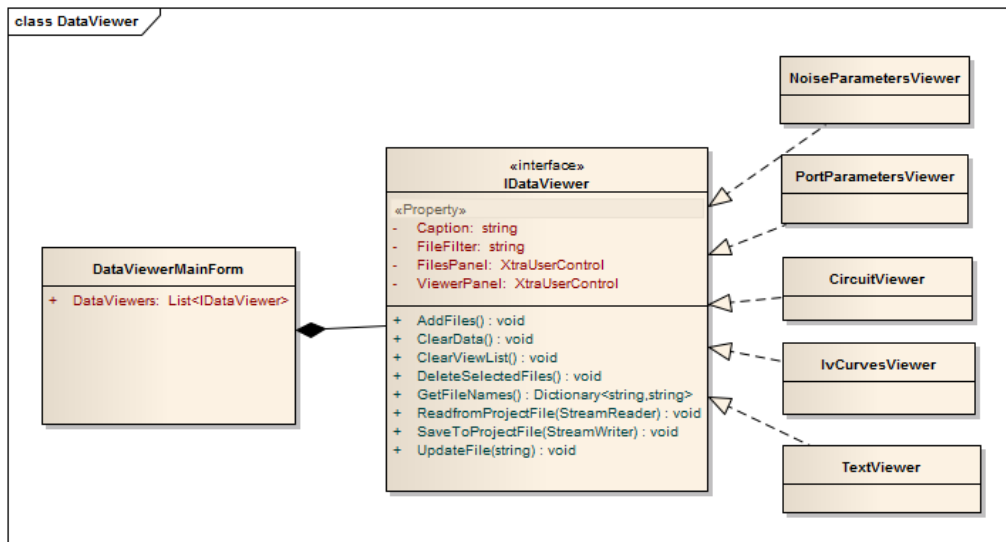 class DataViewer
NoiseParametersViewer
«interface»
IDataViewer
«Property»
- Caption: string
- FileFilter: string
- FilesPanel: XtraUserControl
- ViewerPanel: XtraUserControl
+ AddFiles() : void
+ ClearData() : void
+ ClearViewList() : void
+ DeleteSelectedFiles() : void
+ GetFileNames() : Dictionary<string,string>
+ ReadfromProjectFile(StreamReader) : void
+ SaveToProjectFile(StreamWriter) : void
+ UpdateFile(string) : void
DataViewerMainForm
+ DataViewers: List<IDataViewer>
PortParametersViewer
CircuitViewer
IvCurvesViewer
TextViewer